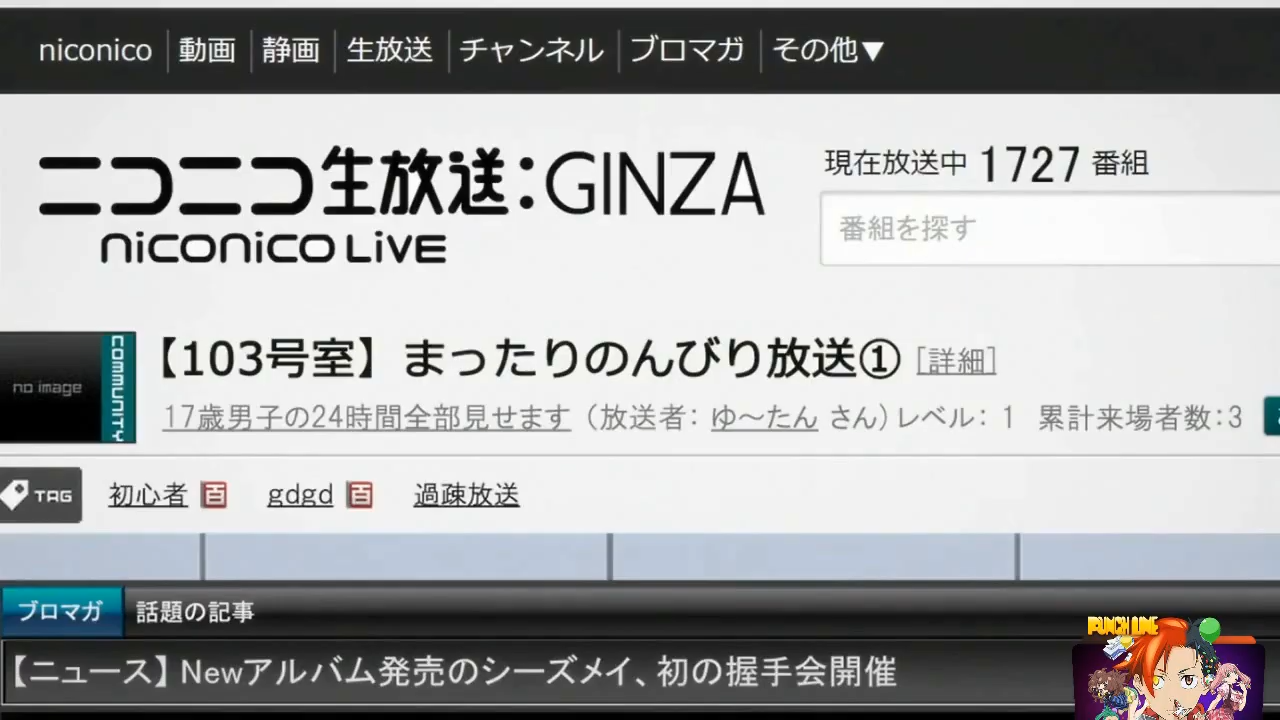 niconico 動画 静画 生放送 チャンネル ブロマガ その他▼
ニコニコ生放送:GINZA
niconico LiVE
現在放送中 1727 番組
番組を探す
no image
COMMUNITY
【103号室】まったりのんびり放送① [詳細]
17歳男子の24時間全部見せます（放送者: ゆ〜たん さん）レベル: 1 累計来場者数:3
TAG 初心者 百 gdgd 百 過疎放送
ブロマガ 話題の記事
【ニュース】Newアルバム発売のシーズメイ、初の握手会開催
PUNCH LINE